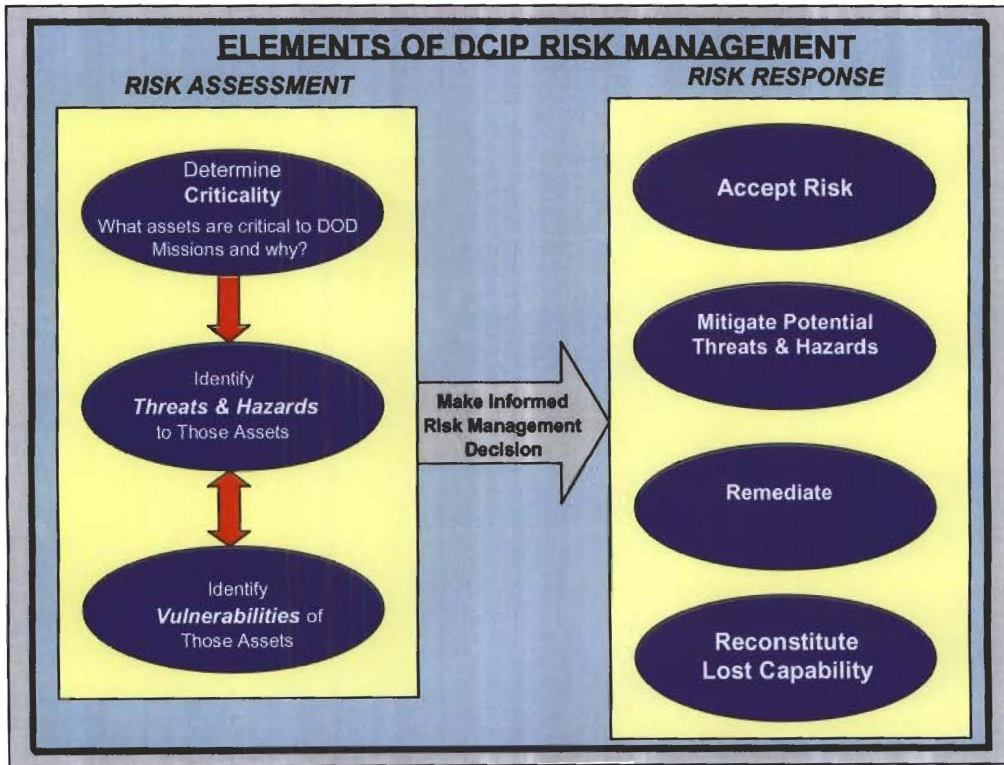 ELEMENTS OF DCIP RISK MANAGEMENT
RISK ASSESSMENT
Determine
Criticality
What assets are critical to DOD
Missions and why?
Identify
Threats & Hazards
to Those Assets
Identify
Vulnerabilities of
Those Assets
Make Informed
Risk Management
Decision
RISK RESPONSE
Accept Risk
Mitigate Potential
Threats & Hazards
Remediate
Reconstitute
Lost Capability